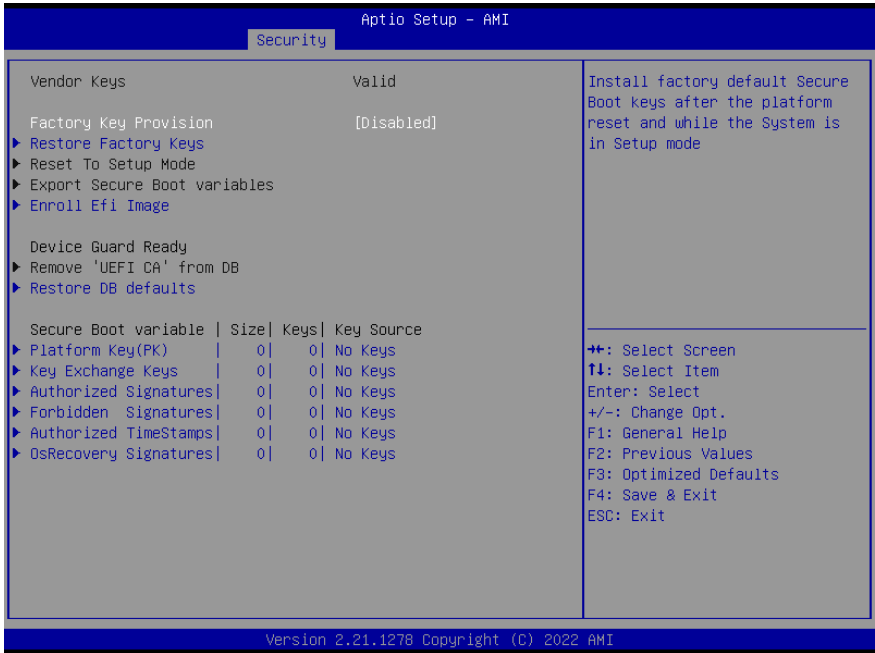 Aptio Setup – AMI
Security
Vendor Keys Valid
Factory Key Provision [Disabled]
Restore Factory Keys
Reset To Setup Mode
Export Secure Boot variables
Enroll Efi Image
Device Guard Ready
Remove 'UEFI CA' from DB
Restore DB defaults
Secure Boot variable | Size| Keys| Key Source
Platform Key(PK) | 0| 0| No Keys
Key Exchange Keys | 0| 0| No Keys
Authorized Signatures| 0| 0| No Keys
Forbidden Signatures| 0| 0| No Keys
Authorized TimeStamps| 0| 0| No Keys
OsRecovery Signatures| 0| 0| No Keys
Install factory default Secure
Boot keys after the platform
reset and while the System is
in Setup mode
→←: Select Screen
↑↓: Select Item
Enter: Select
+/-: Change Opt.
F1: General Help
F2: Previous Values
F3: Optimized Defaults
F4: Save & Exit
ESC: Exit
Version 2.21.1278 Copyright (C) 2022 AMI